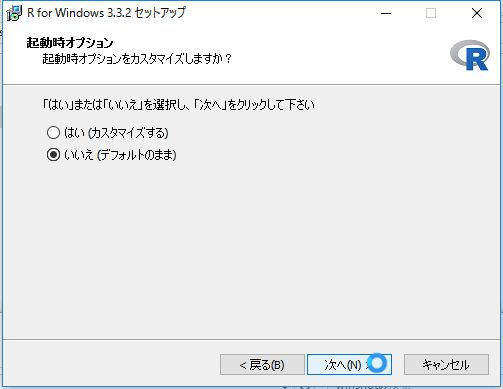 R for Windows 3.3.2 セットアップ
起動時オプション
起動時オプションをカスタマイズしますか?
R
「はい」または「いいえ」を選択し、「次へ」をクリックして下さい
はい (カスタマイズする)
いいえ (デフォルトのまま)
< 戻る(B) 次へ(N) > キャンセル